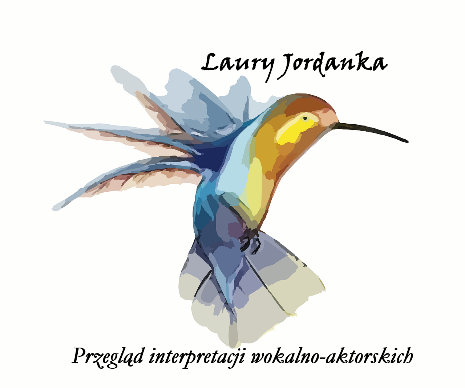 Laury Jordanka
Przegląd interpretacji wokalno-aktorskich